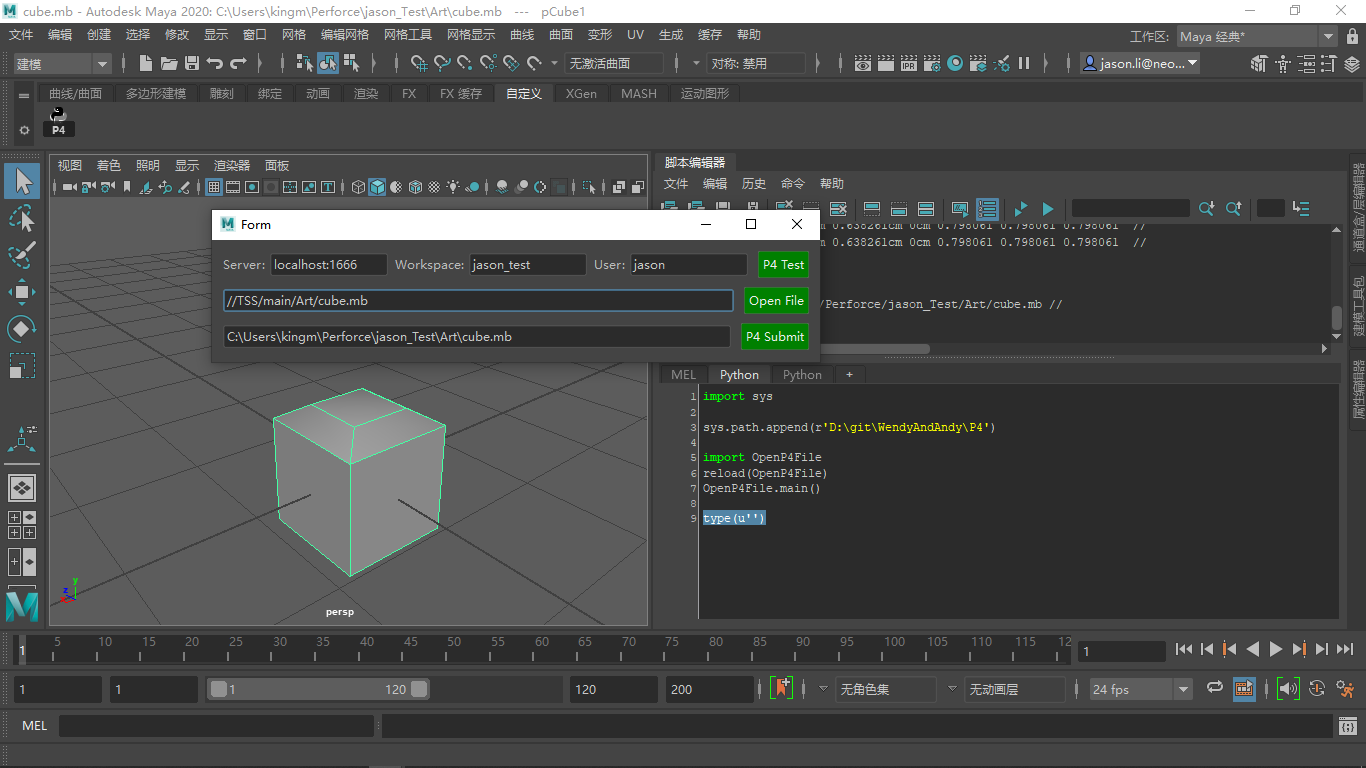 cube.mb - Autodesk Maya 2020: C:\Users\kingm\Perforce\jason_Test\Art\cube.mb --- pCube1
文件 编辑 创建 选择 修改 显示 窗口 网格 编辑网格 网格工具 网格显示 曲线 曲面 变形 UV 生成 缓存 帮助 工作区: Maya 经典*
建模 无激活曲面 对称: 禁用 IPR jason.li@neo...
曲线/曲面 多边形建模 雕刻 绑定 动画 渲染 FX FX 缓存 自定义 XGen MASH 运动图形
P4
视图 着色 照明 显示 渲染器 面板
脚本编辑器
文件 编辑 历史 命令 帮助
m 0.638261cm 0cm 0.798061 0.798061 0.798061 //
m 0.638261cm 0cm 0.798061 0.798061 0.798061 //
/Perforce/jason_Test/Art/cube.mb //
Form
Server: localhost:1666 Workspace: jason_test User: jason P4 Test
//TSS/main/Art/cube.mb Open File
C:\Users\kingm\Perforce\jason_Test\Art\cube.mb P4 Submit
MEL Python Python +
1 import sys
2
3 sys.path.append(r'D:\git\WendyAndAndy\P4')
4
5 import OpenP4File
6 reload(OpenP4File)
7 OpenP4File.main()
8
9 type(u'')
通道盒/层编辑器
建模工具包
属性编辑器
y
z
persp
1 5 10 15 20 25 30 35 40 45 50 55 60 65 70 75 80 85 90 95 100 105 110 115 12 1
1 1 1 120 120 200 无角色集 无动画层 24 fps
MEL